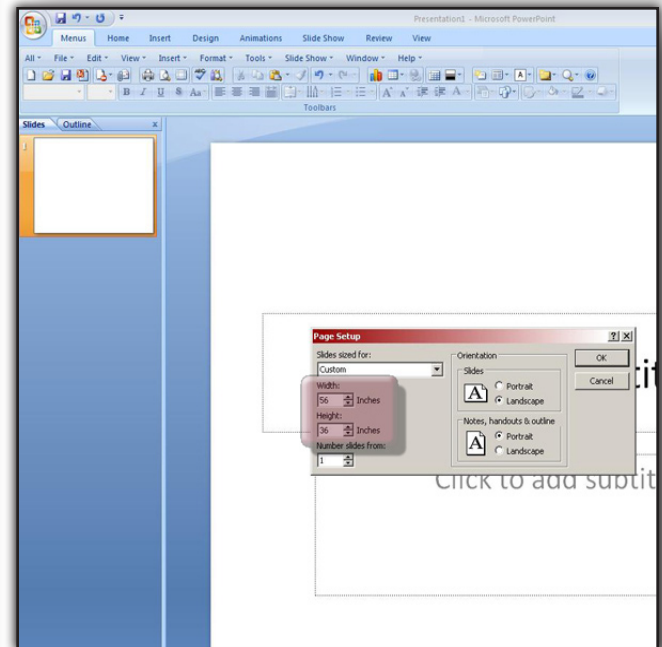 Presentation1 - Microsoft PowerPoint
Menus Home Insert Design Animations Slide Show Review View
All File Edit View Insert Format Tools Slide Show Window Help
B I U S Aa
Toolbars
Slides Outline x
1
Page Setup ? X
Slides sized for:
Custom
Width:
56 Inches
Height:
36 Inches
Number slides from:
1
Orientation
Slides
A Portrait
Landscape
Notes, handouts & outline
A Portrait
Landscape
OK
Cancel
Click to add subtit